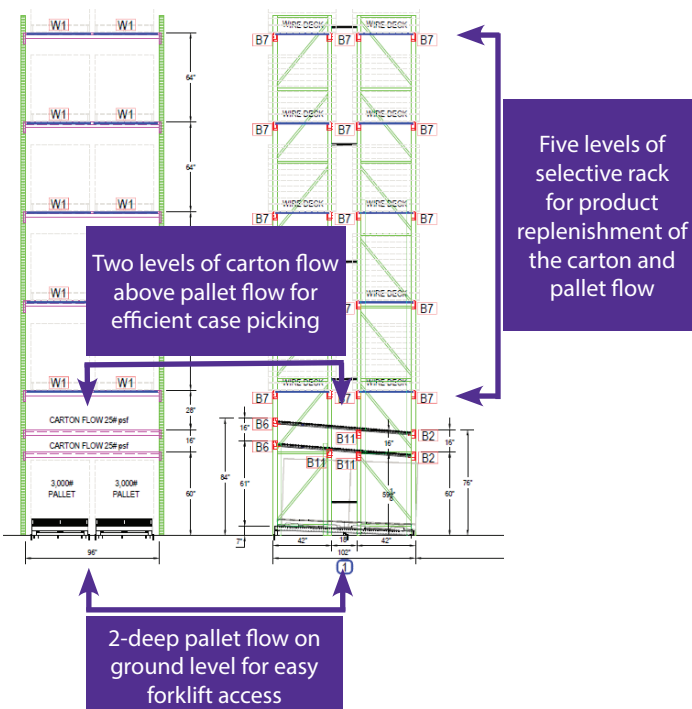 W1 W1
WIRE DECK WIRE DECK
B7 B7 B7
64"
W1 W1
WIRE DECK WIRE DECK
B7 B7 B7
64"
W1 W1
WIRE DECK WIRE DECK
B7 B7 B7
Five levels of
selective rack
for product
replenishment of
the carton and
pallet flow
Two levels of carton flow
above pallet flow for
efficient case picking
W1
B7 B7
W1 W1
WIRE DECK WIRE DECK
B7 B7 B7
28"
CARTON FLOW 25# psf
16"
CARTON FLOW 25# psf
60"
3,000#
PALLET
3,000#
PALLET
96"
B6
B6
16"
84"
61"
7"
B11
B11 B11
16"
B2
B2
16"
76"
60"
42" 16" 42"
102"
1
2-deep pallet flow on
ground level for easy
forklift access